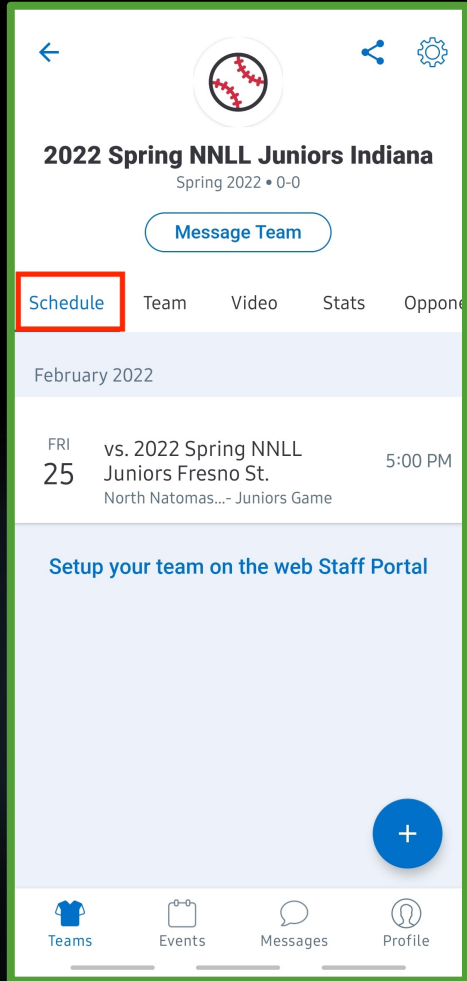 2022 Spring NNLL Juniors Indiana
Spring 2022 • 0-0
Message Team
Schedule Team Video Stats Oppone
February 2022
FRI
25
vs. 2022 Spring NNLL
Juniors Fresno St.
North Natomas...- Juniors Game
5:00 PM
Setup your team on the web Staff Portal
+
Teams Events Messages Profile